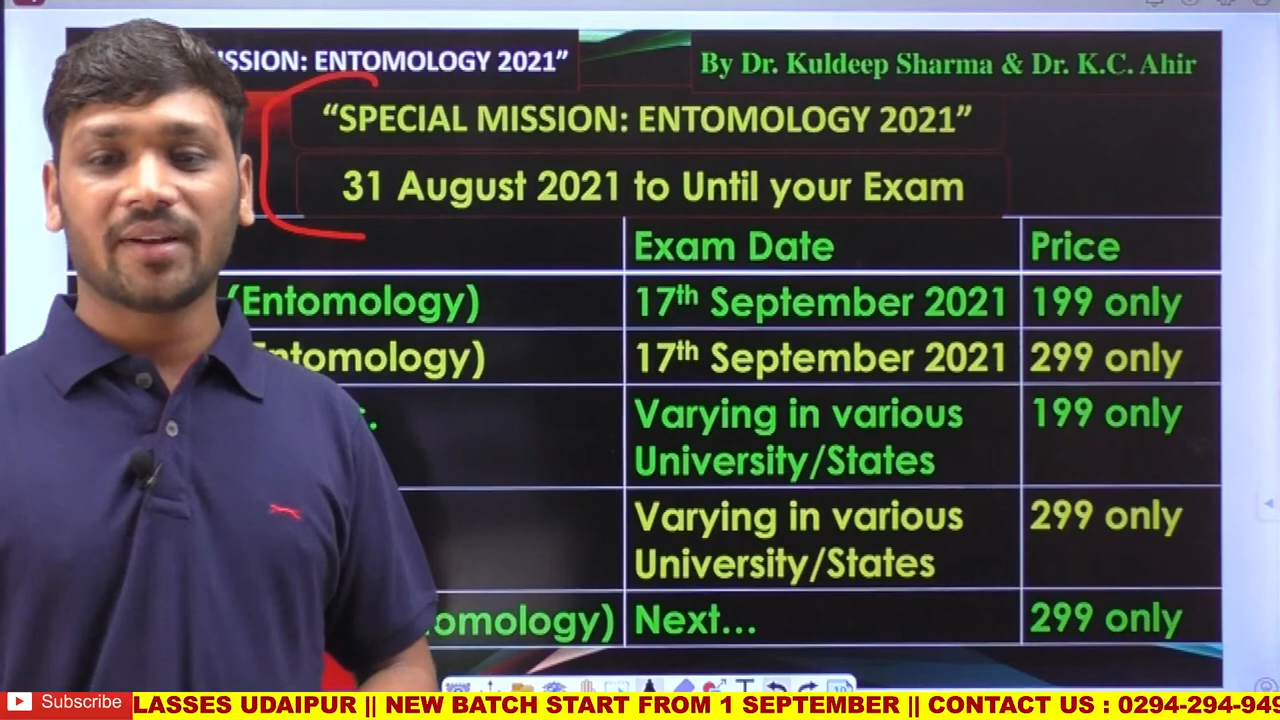 SSION: ENTOMOLOGY 2021”
By Dr. Kuldeep Sharma & Dr. K.C. Ahir
“SPECIAL MISSION: ENTOMOLOGY 2021”
31 August 2021 to Until your Exam
Exam Date Price
(Entomology) 17th September 2021 199 only
Entomology) 17th September 2021 299 only
Varying in various 199 only
University/States
Varying in various 299 only
University/States
omology) Next... 299 only
Subscribe
LASSES UDAIPUR || NEW BATCH START FROM 1 SEPTEMBER || CONTACT US : 0294-294-949